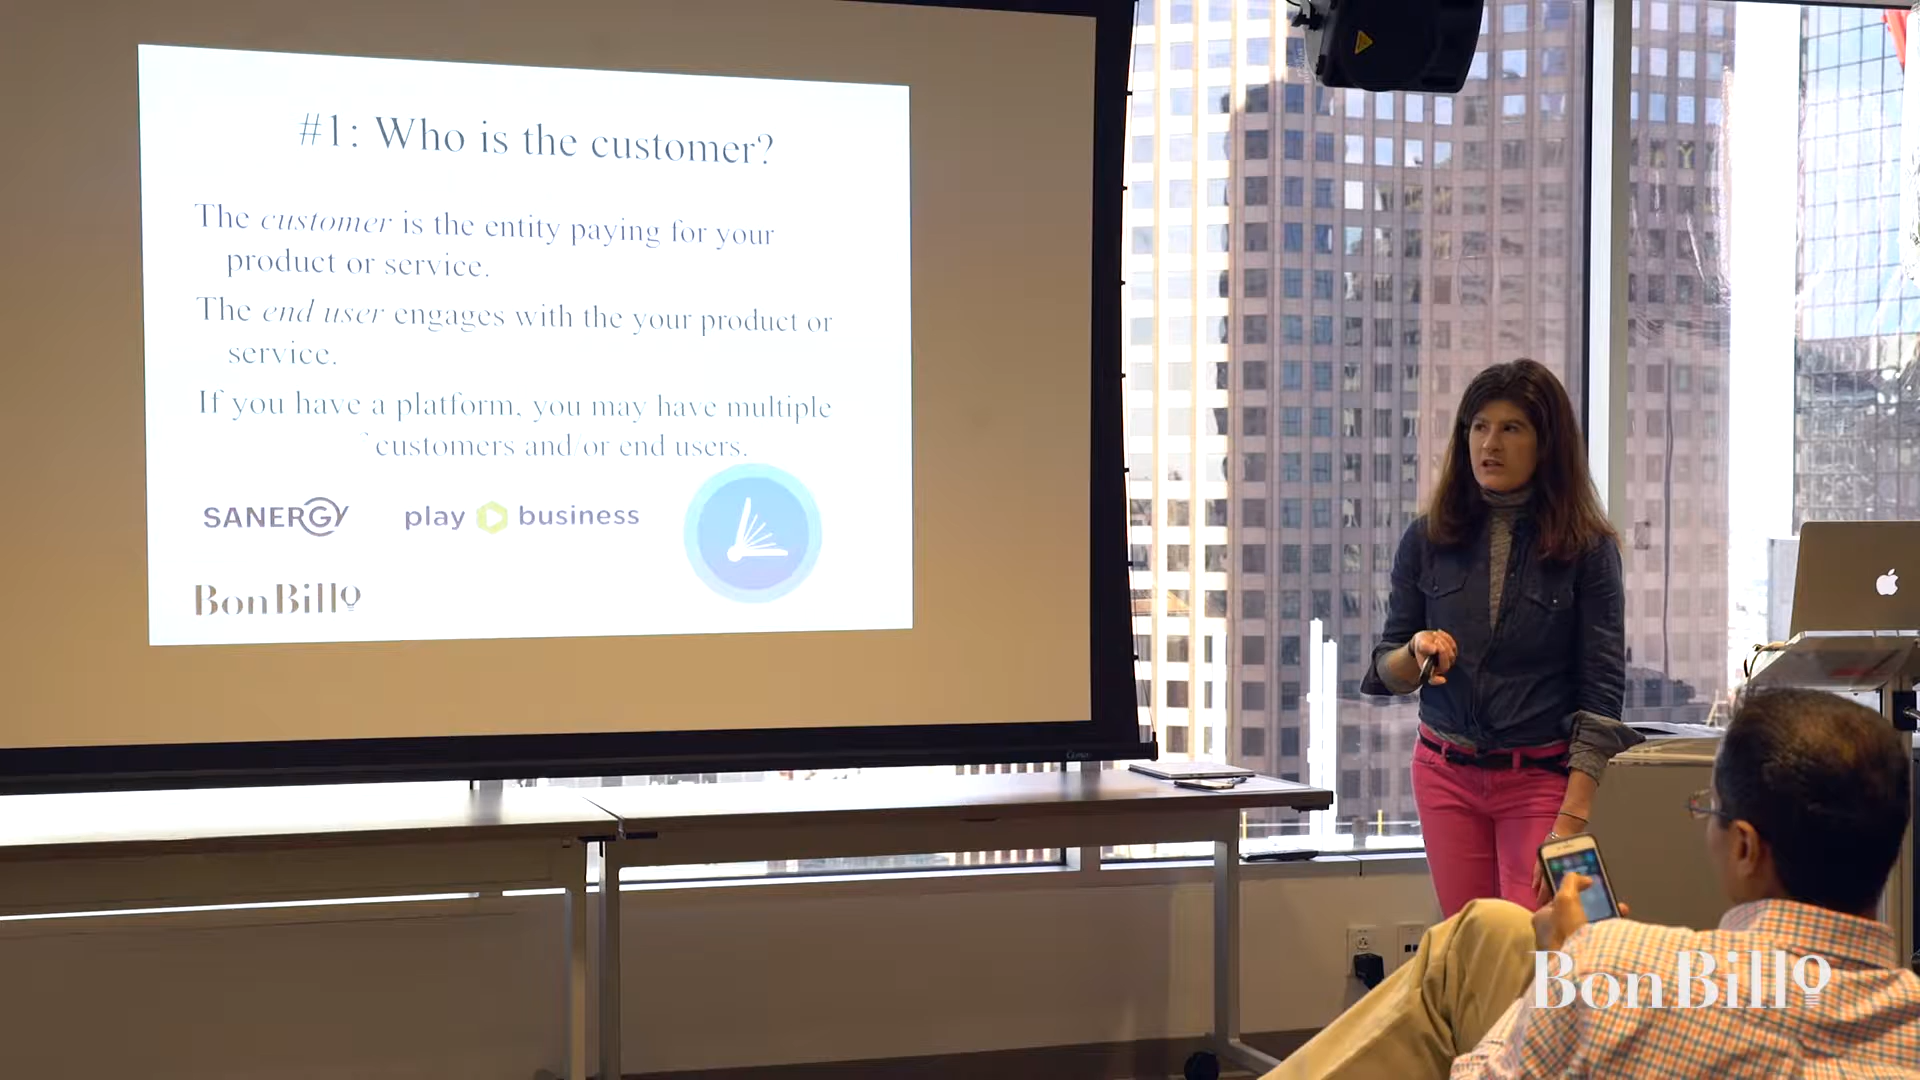 #1: Who is the customer?
The customer is the entity paying for your
product or service.
The end user engages with the your product or
service.
If you have a platform, you may have multiple
customers and/or end users.
SANERGY
play business
BonBillo
BonBillo